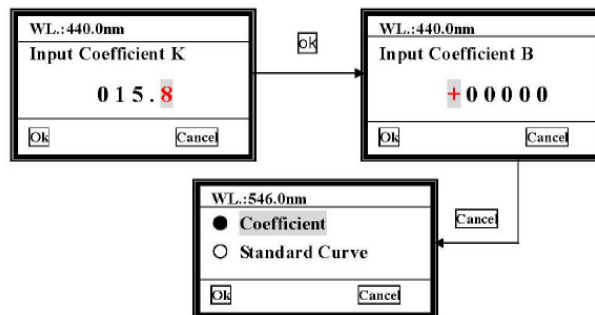 WL.:440.0nm
Input Coefficient K
015.8
Ok Cancel
ok
WL.:440.0nm
Input Coefficient B
+00000
Ok Cancel
Cancel
WL.:546.0nm
Coefficient
Standard Curve
Ok Cancel